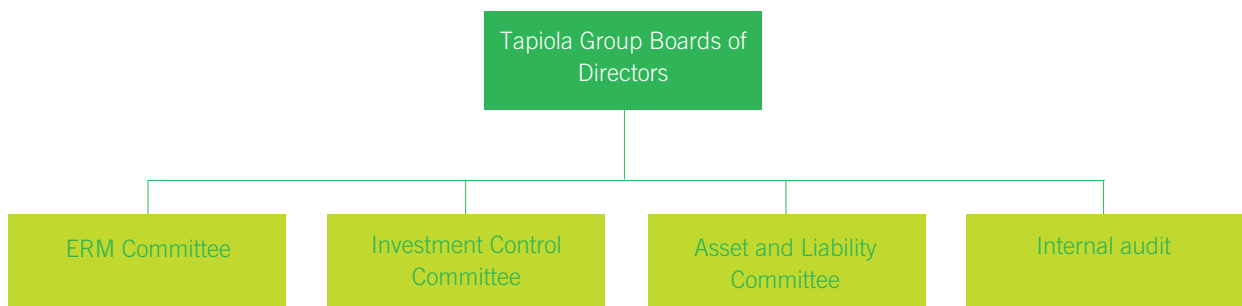 Tapiola Group Boards of
Directors
ERM Committee
Investment Control
Committee
Asset and Liability
Committee
Internal audit